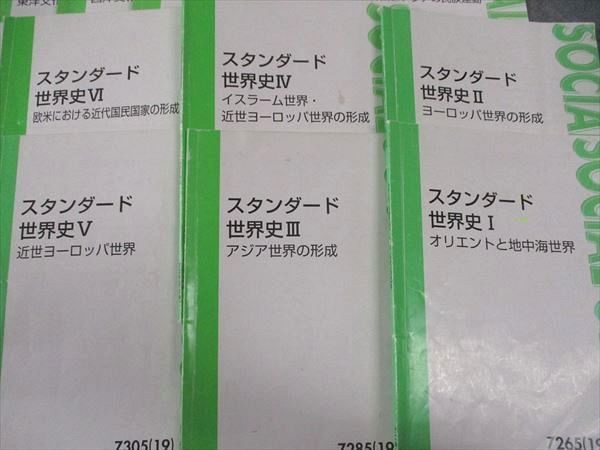 スタンダード
世界史Ⅵ
欧米における近代国民国家の形成
スタンダード
世界史Ⅳ
イスラーム世界・
近世ヨーロッパ世界の形成
スタンダード
世界史Ⅱ
ヨーロッパ世界の形成
SOCIA
SOCIAL
スタンダード
世界史Ⅴ
近世ヨーロッパ世界
7305(19)
スタンダード
世界史Ⅲ
アジア世界の形成
7285(19
スタンダード
世界史Ⅰ
オリエントと地中海世界
7265(19